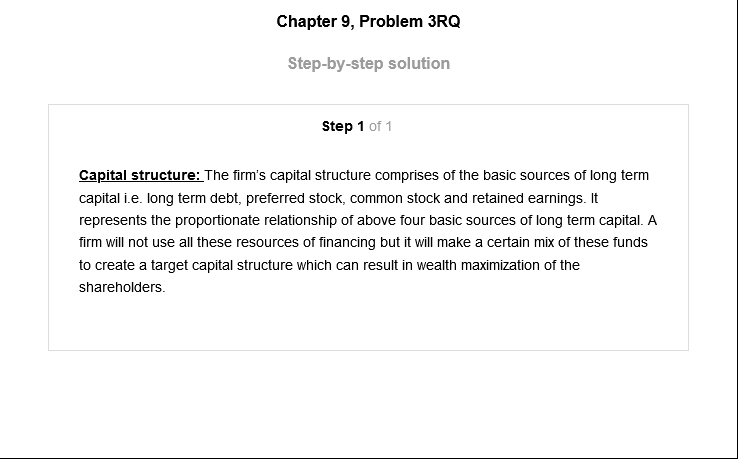 Chapter 9, Problem 3RQ
Step-by-step solution
Step 1 of 1
Capital structure: The firm's capital structure comprises of the basic sources of long term
capital i.e. long term debt, preferred stock, common stock and retained earnings. It
represents the proportionate relationship of above four basic sources of long term capital. A
firm will not use all these resources of financing but it will make a certain mix of these funds
to create a target capital structure which can result in wealth maximization of the
shareholders.